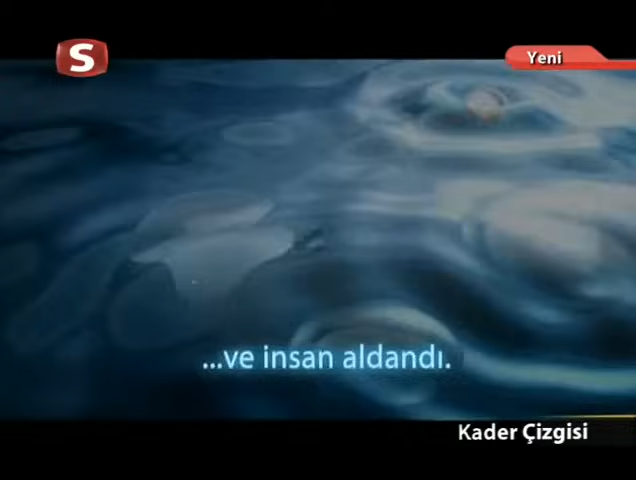 S
Yeni
...ve insan aldandı.
Kader Çizgisi